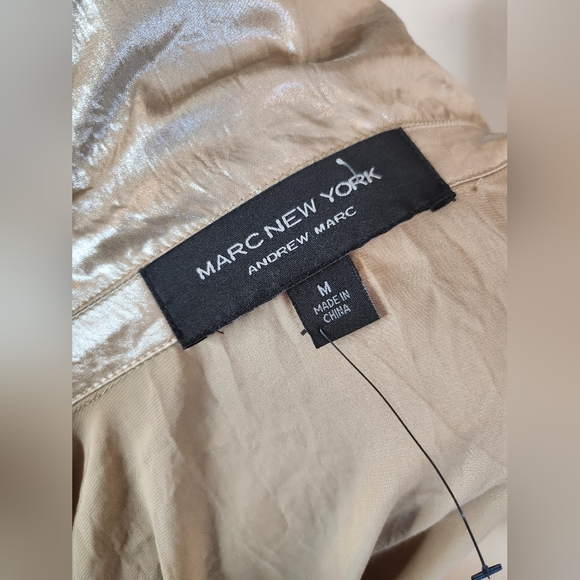 MARC NEW YORK
ANDREW MARC
M
MADE IN
CHINA